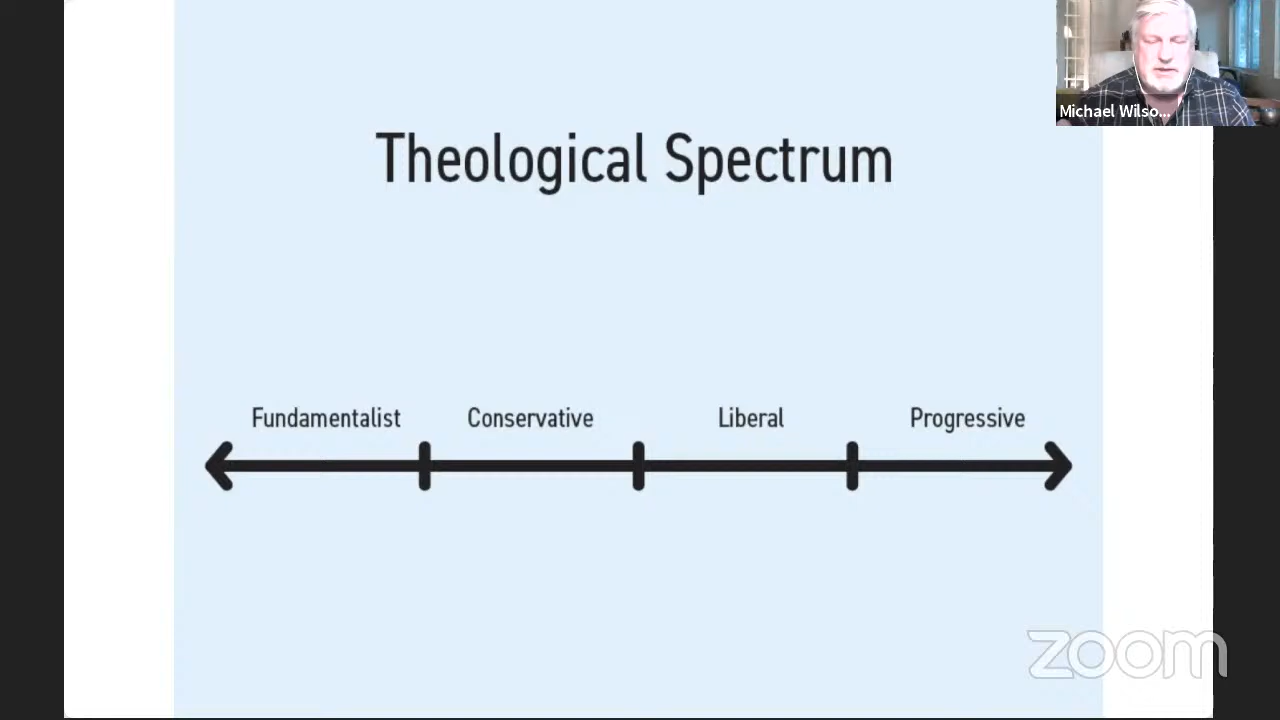 Michael Wilso...
Theological Spectrum
Fundamentalist Conservative Liberal Progressive
zoom